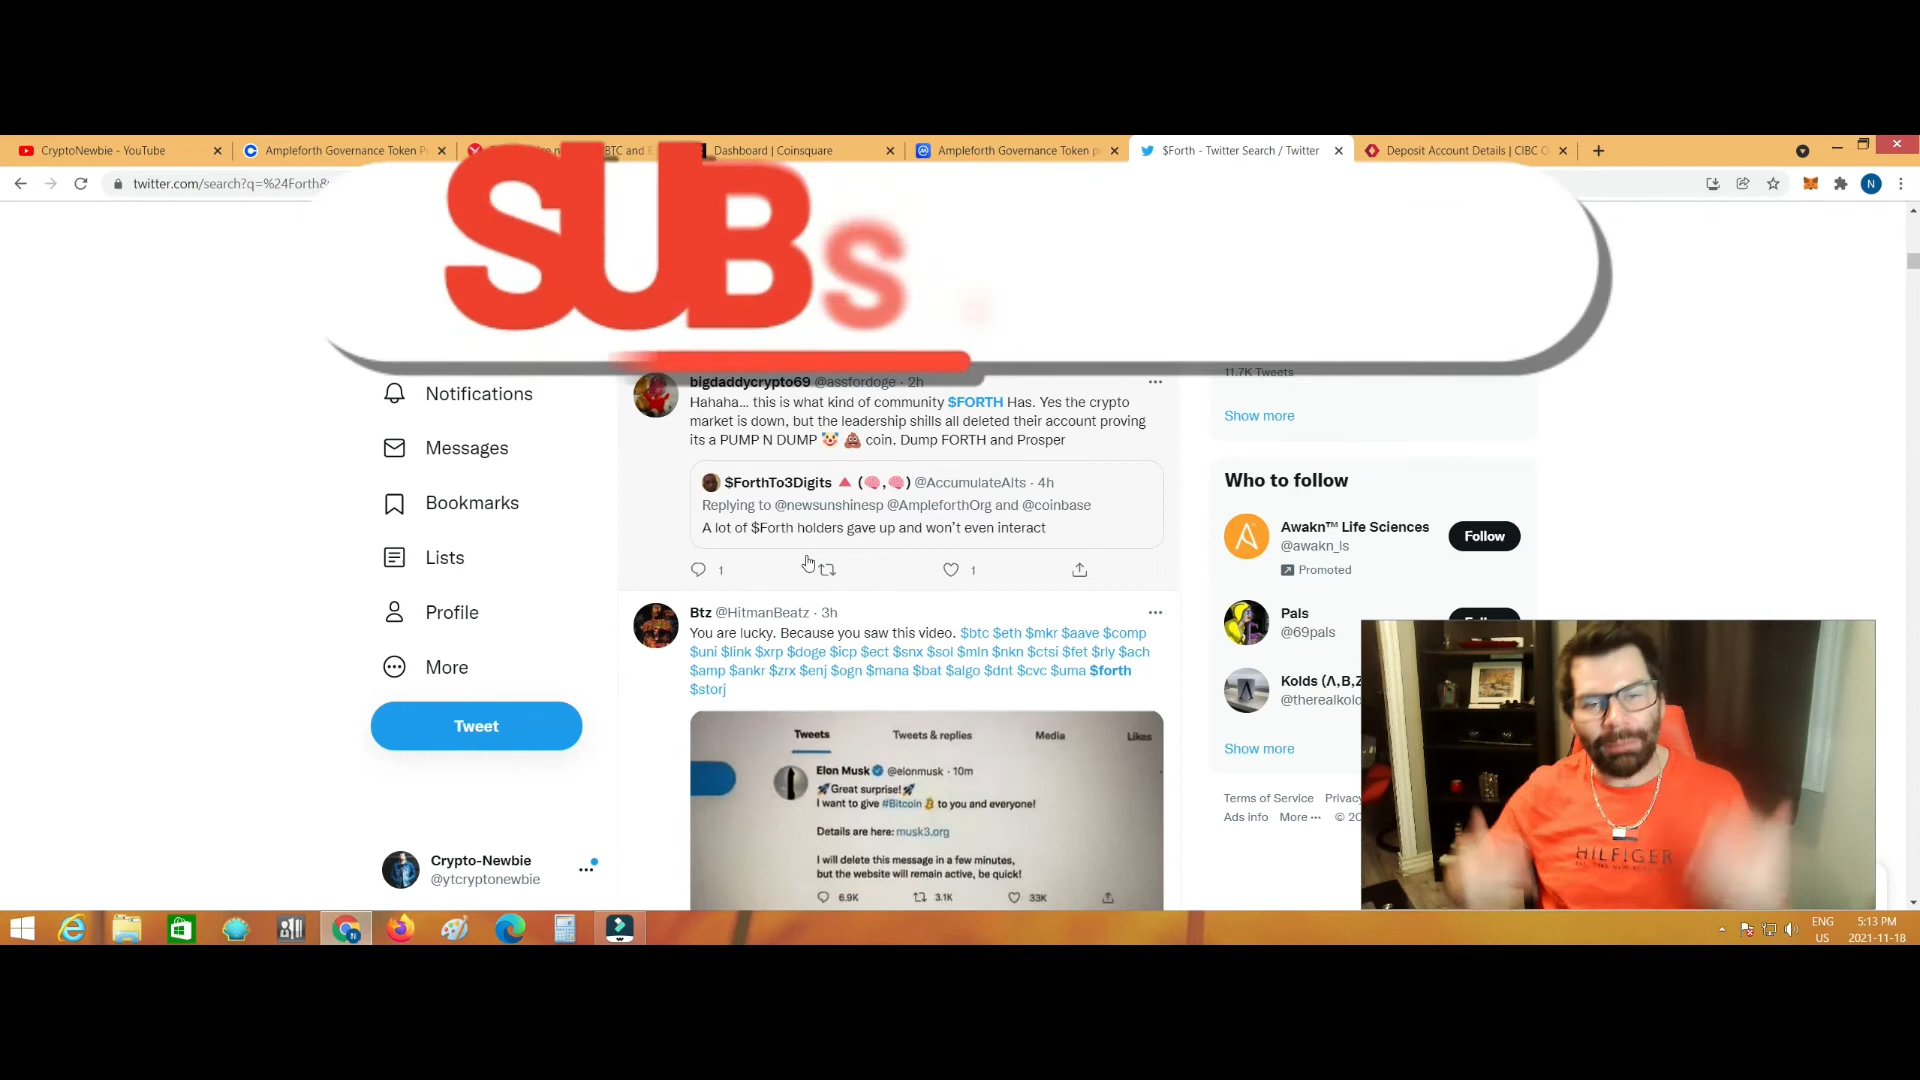 CryptoNewbie - YouTube
Ampleforth Governance Token P
BTC and E
Dashboard | Coinsquare
Ampleforth Governance Token p
$Forth - Twitter Search / Twitter
Deposit Account Details | CIBC O
twitter.com/search?q=%24Forth&
N
SUBs
Notifications
Messages
Bookmarks
Lists
Profile
More
Tweet
Crypto-Newbie
@ytcryptonewbie
bigdaddycrypto69 @assfordoge · 2h
Hahaha... this is what kind of community $FORTH Has. Yes the crypto
market is down, but the leadership shills all deleted their account proving
its a PUMP N DUMP 🤡 💩 coin. Dump FORTH and Prosper
$ForthTo3Digits 🔺 (🧠,🧠) @AccumulateAlts · 4h
Replying to @newsunshinesp @AmpleforthOrg and @coinbase
A lot of $Forth holders gave up and won't even interact
1
1
Btz @HitmanBeatz · 3h
You are lucky. Because you saw this video. $btc $eth $mkr $aave $comp
$uni $link $xrp $doge $icp $ect $snx $sol $mln $nkn $ctsi $fet $rly $ach
$amp $ankr $zrx $enj $ogn $mana $bat $algo $dnt $cvc $uma $forth
$storj
Tweets Tweets & replies Media Likes
Elon Musk @elonmusk · 10m
🚀Great surprise!🚀
I want to give #Bitcoin to you and everyone!
Details are here: musk3.org
I will delete this message in a few minutes,
but the website will remain active, be quick!
6.9K 3.1K 33K
11.7K Tweets
Show more
Who to follow
Awakn™ Life Sciences
@awakn_ls
Promoted
Follow
Pals
@69pals
Kolds (Λ,B,Z
@therealkold
Show more
Terms of Service Privacy
Ads info More ··· © 20
HILFIGER
ENG
US
5:13 PM
2021-11-18